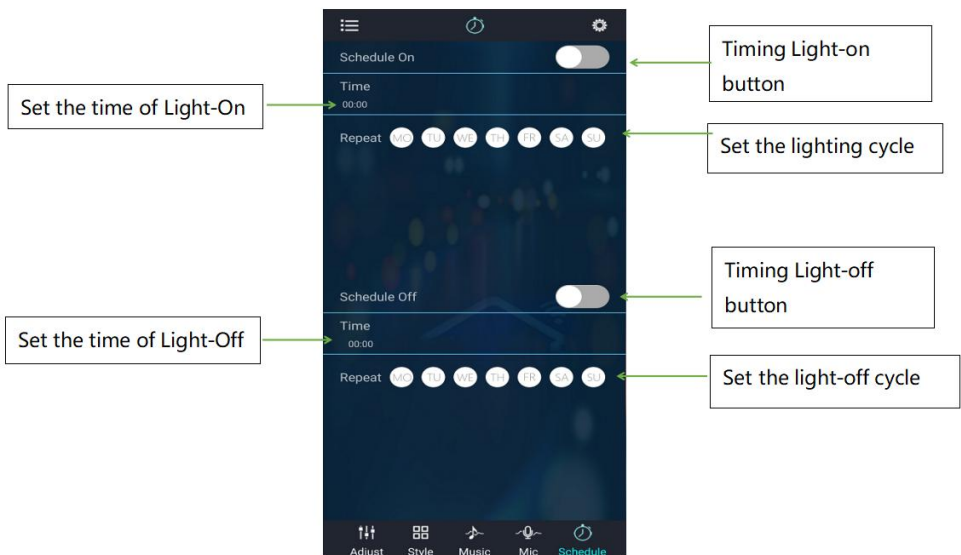 Schedule On
Timing Light-on
button
Time
00:00
Set the time of Light-On
Repeat MO TU WE TH FR SA SU
Set the lighting cycle
Schedule Off
Timing Light-off
button
Time
00:00
Set the time of Light-Off
Repeat MO TU WE TH FR SA SU
Set the light-off cycle
Adjust Style Music Mic Schedule